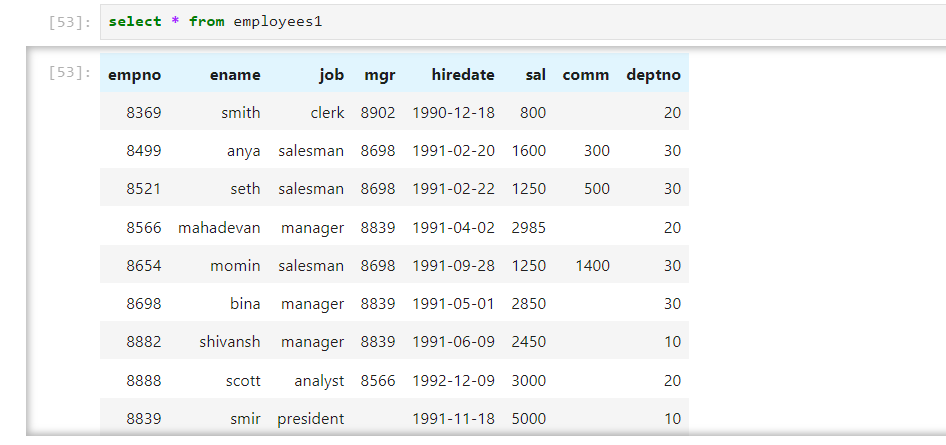 [53]: select * from employees1
[53]: empno ename job mgr hiredate sal comm deptno
8369 smith clerk 8902 1990-12-18 800 20
8499 anya salesman 8698 1991-02-20 1600 300 30
8521 seth salesman 8698 1991-02-22 1250 500 30
8566 mahadevan manager 8839 1991-04-02 2985 20
8654 momin salesman 8698 1991-09-28 1250 1400 30
8698 bina manager 8839 1991-05-01 2850 30
8882 shivansh manager 8839 1991-06-09 2450 10
8888 scott analyst 8566 1992-12-09 3000 20
8839 smir president 1991-11-18 5000 10